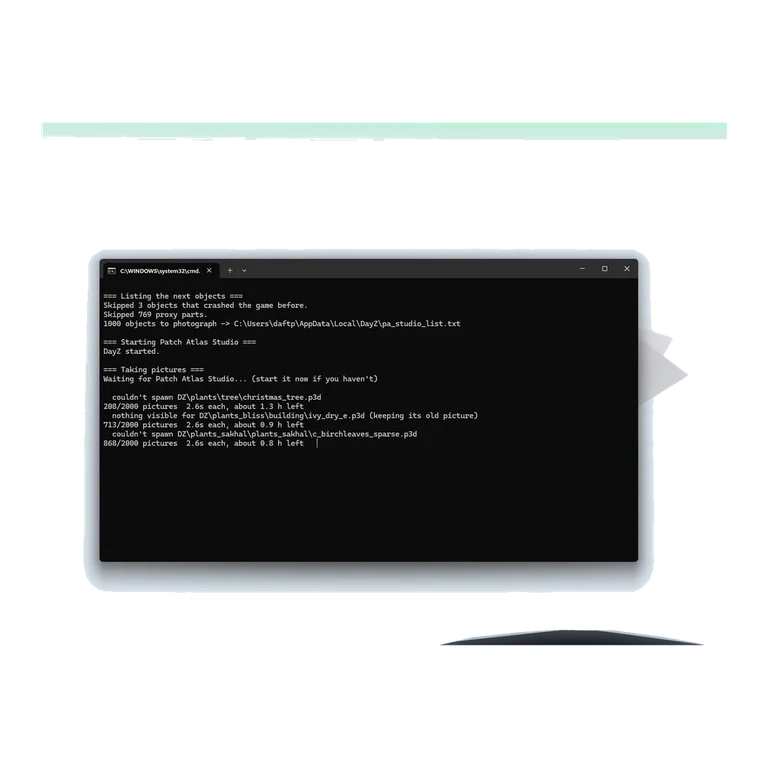 C:\WINDOWS\system32\cmd.
=== Listing the next objects ===
Skipped 3 objects that crashed the game before.
Skipped 769 proxy parts.
1000 objects to photograph -> C:\Users\daftp\AppData\Local\DayZ\pa_studio_list.txt
=== Starting Patch Atlas Studio ===
DayZ started.
=== Taking pictures ===
Waiting for Patch Atlas Studio... (start it now if you haven't)
couldn't spawn DZ\plants\tree\christmas_tree.p3d
208/2000 pictures  2.6s each, about 1.3 h left
nothing visible for DZ\plants_bliss\building\ivy_dry_e.p3d (keeping its old picture)
713/2000 pictures  2.6s each, about 0.9 h left
couldn't spawn DZ\plants_sakhal\plants_sakhal\c_birchleaves_sparse.p3d
868/2000 pictures  2.6s each, about 0.8 h left